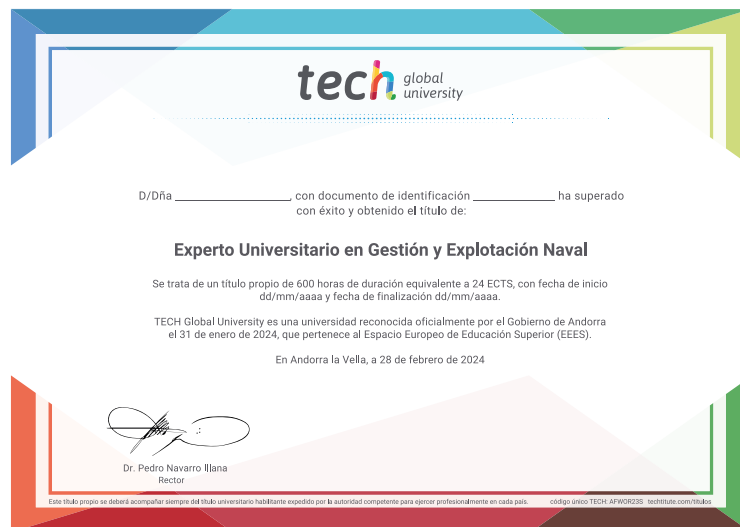 tech global
university
D/Dña ______________, con documento de identificación __________ ha superado
con éxito y obtenido el título de:
Experto Universitario en Gestión y Explotación Naval
Se trata de un título propio de 600 horas de duración equivalente a 24 ECTS, con fecha de inicio
dd/mm/aaaa y fecha de finalización dd/mm/aaaa.
TECH Global University es una universidad reconocida oficialmente por el Gobierno de Andorra
el 31 de enero de 2024, que pertenece al Espacio Europeo de Educación Superior (EEES).
En Andorra la Vella, a 28 de febrero de 2024
Dr. Pedro Navarro Illana
Rector
Este título propio se deberá acompañar siempre del título universitario habilitante expedido por la autoridad competente para ejercer profesionalmente en cada país. código único TECH: AFWOR23S techtitute.com/titulos